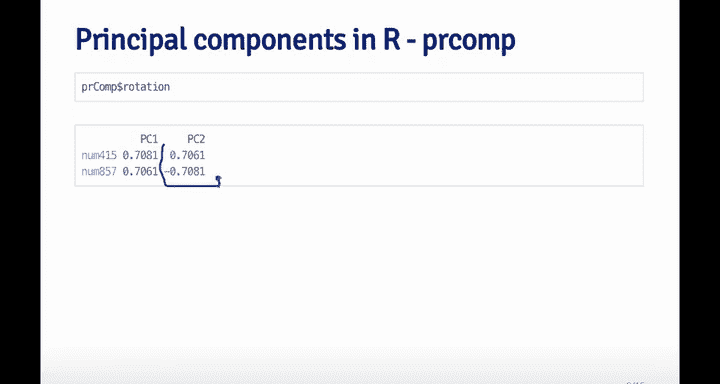 Principal components in R - prcomp
prComp$rotation
PC1 PC2
num415 0.7081 0.7061
num857 0.7061 -0.7081